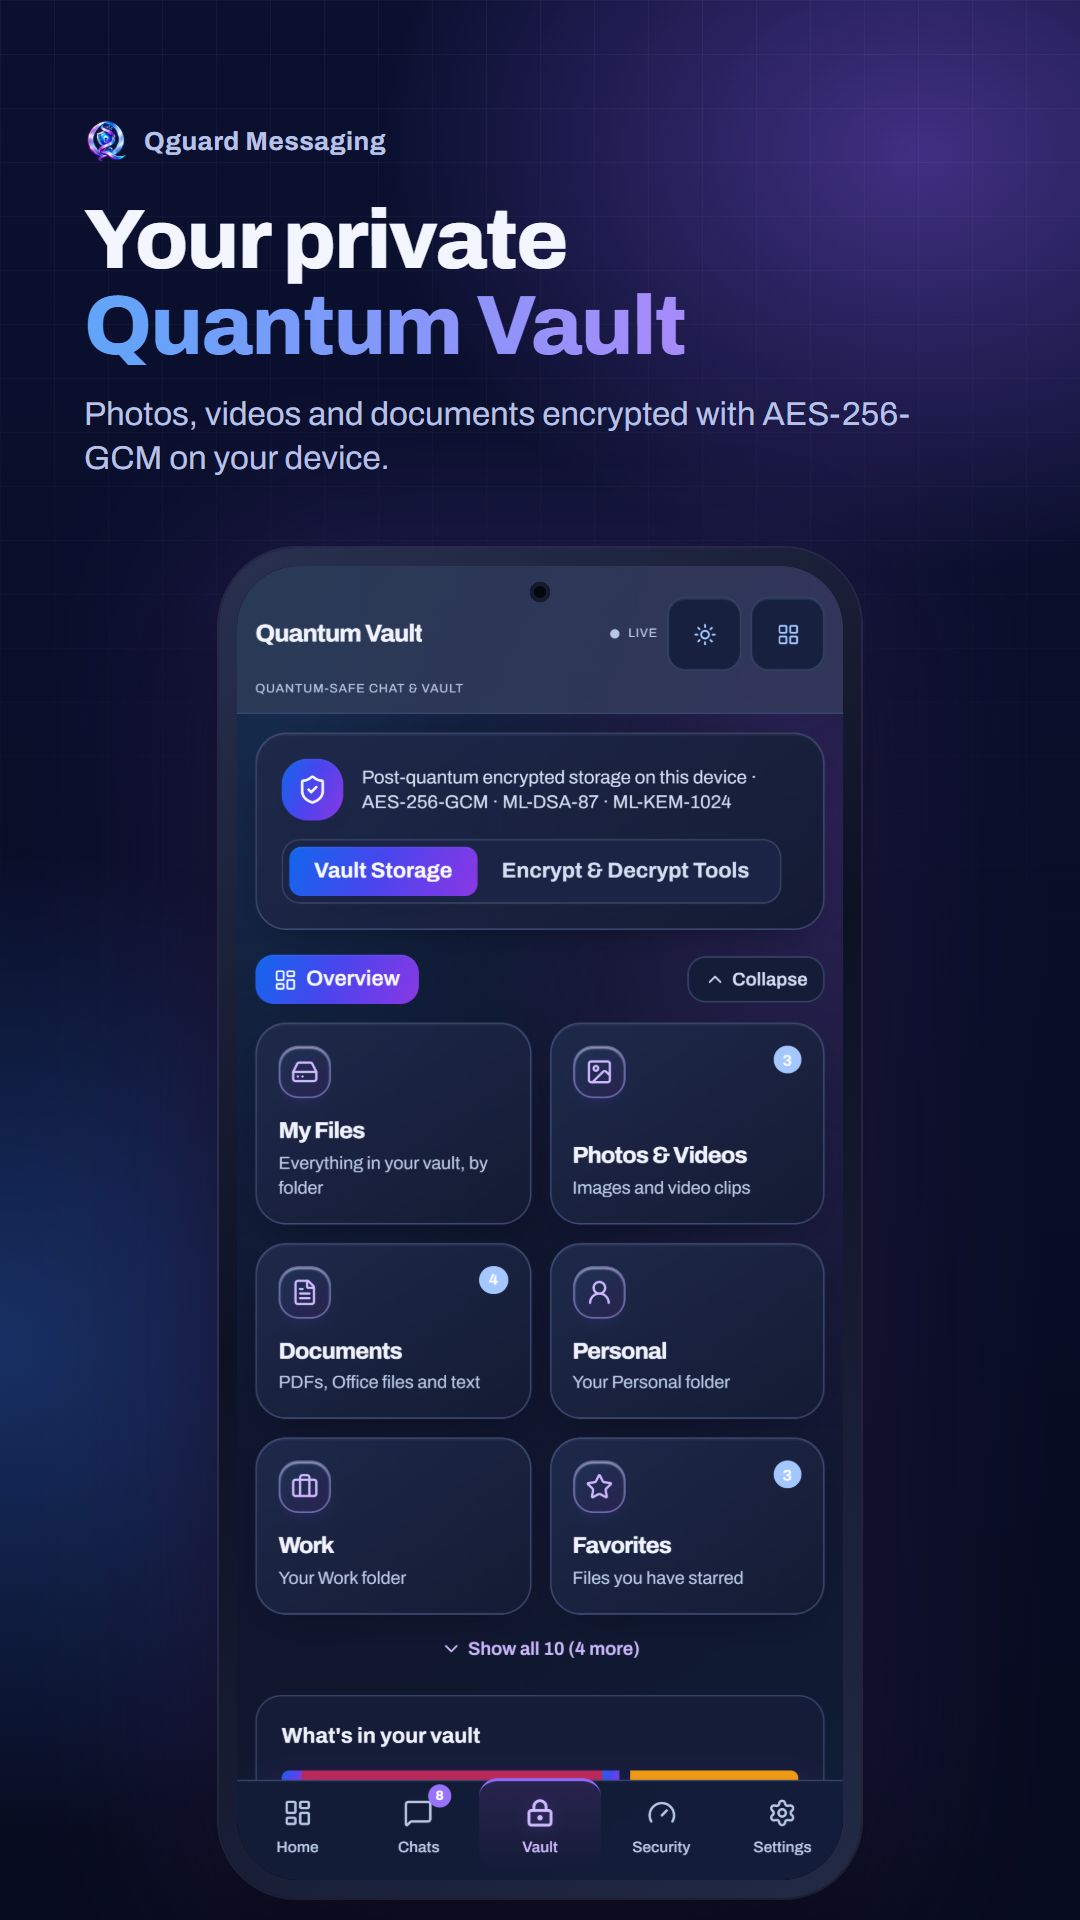 Qguard Messaging
Your private
Quantum Vault
Photos, videos and documents encrypted with AES-256-
GCM on your device.
Quantum Vault
LIVE
QUANTUM-SAFE CHAT & VAULT
Post-quantum encrypted storage on this device ·
AES-256-GCM · ML-DSA-87 · ML-KEM-1024
Vault Storage
Encrypt & Decrypt Tools
Overview
Collapse
My Files
Everything in your vault, by
folder
3
Photos & Videos
Images and video clips
4
Documents
PDFs, Office files and text
Personal
Your Personal folder
Work
Your Work folder
3
Favorites
Files you have starred
Show all 10 (4 more)
What's in your vault
Home
8
Chats
Vault
Security
Settings